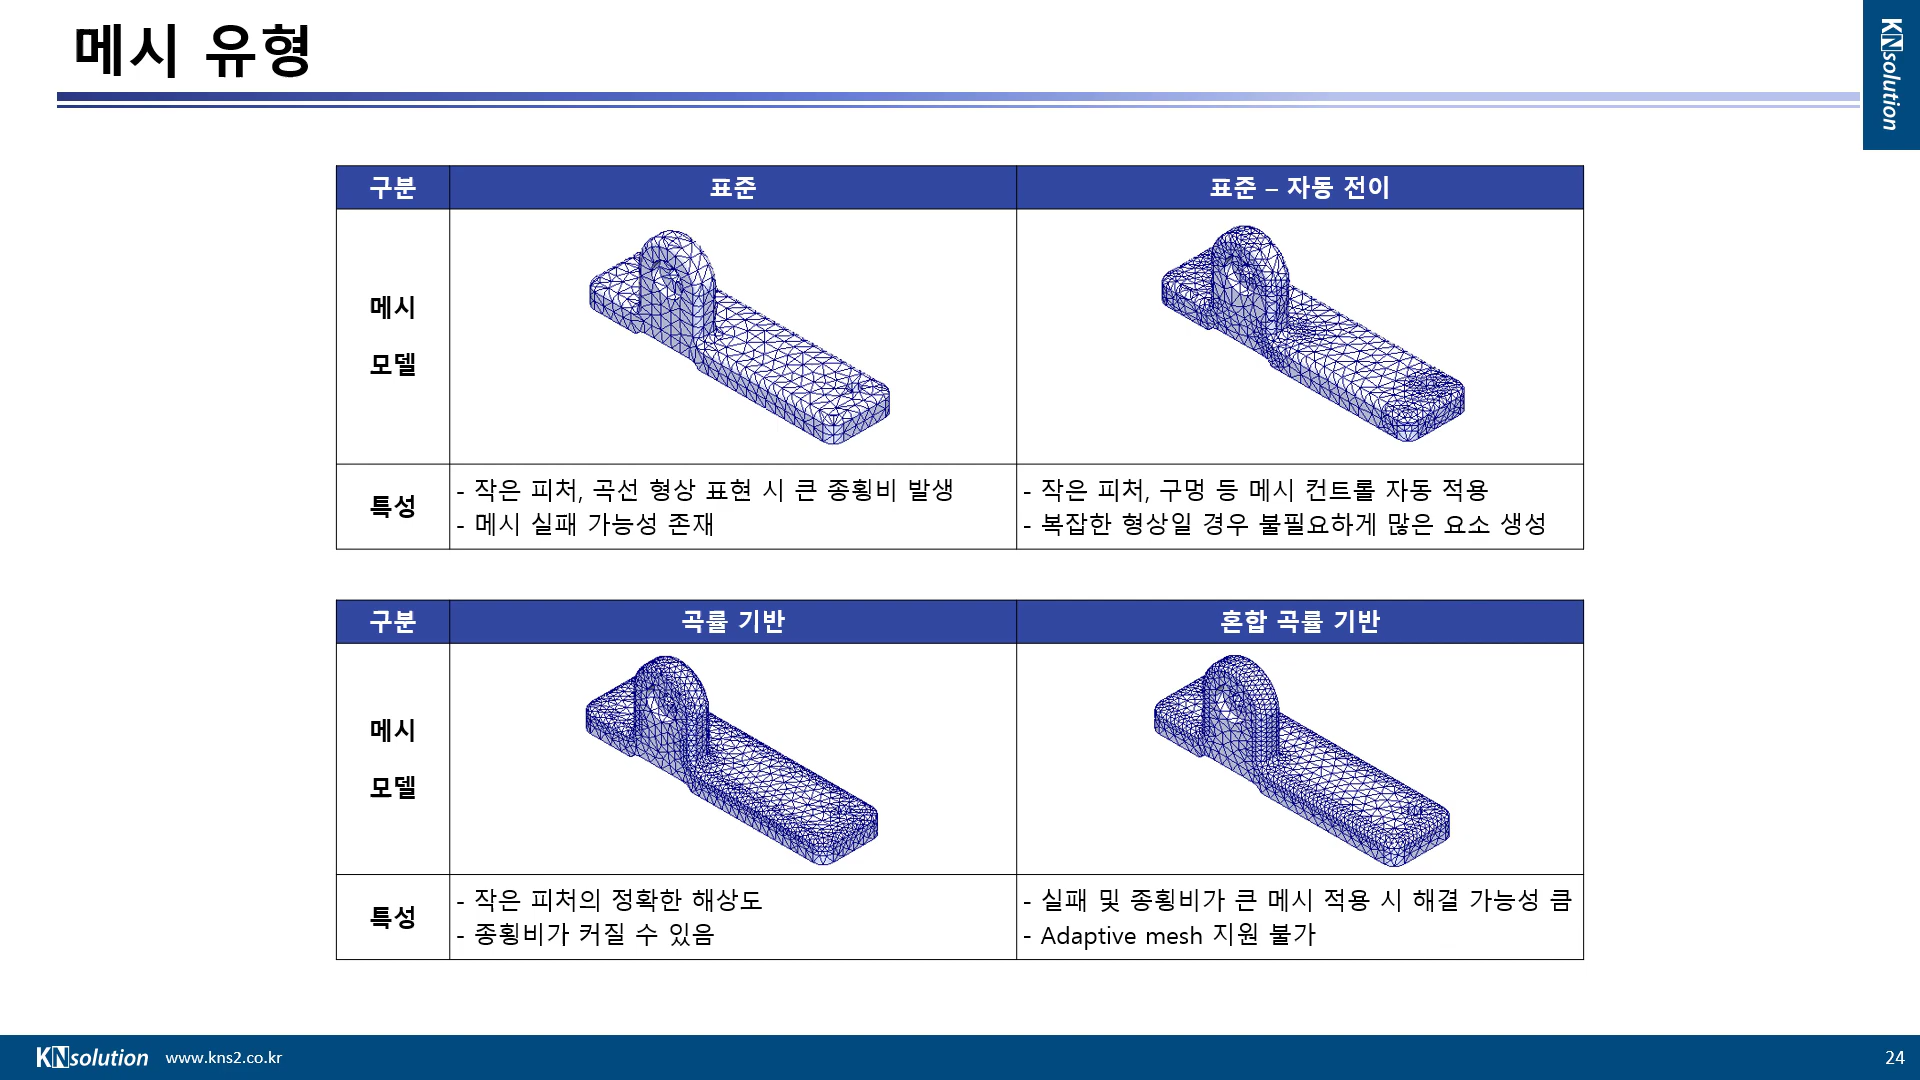 메시 유형
KNsolution
구분 표준 표준 – 자동 전이
메시
모델
특성
- 작은 피처, 곡선 형상 표현 시 큰 종횡비 발생
- 메시 실패 가능성 존재
- 작은 피처, 구멍 등 메시 컨트롤 자동 적용
- 복잡한 형상일 경우 불필요하게 많은 요소 생성
구분 곡률 기반 혼합 곡률 기반
메시
모델
특성
- 작은 피처의 정확한 해상도
- 종횡비가 커질 수 있음
- 실패 및 종횡비가 큰 메시 적용 시 해결 가능성 큼
- Adaptive mesh 지원 불가
KNsolution www.kns2.co.kr
24